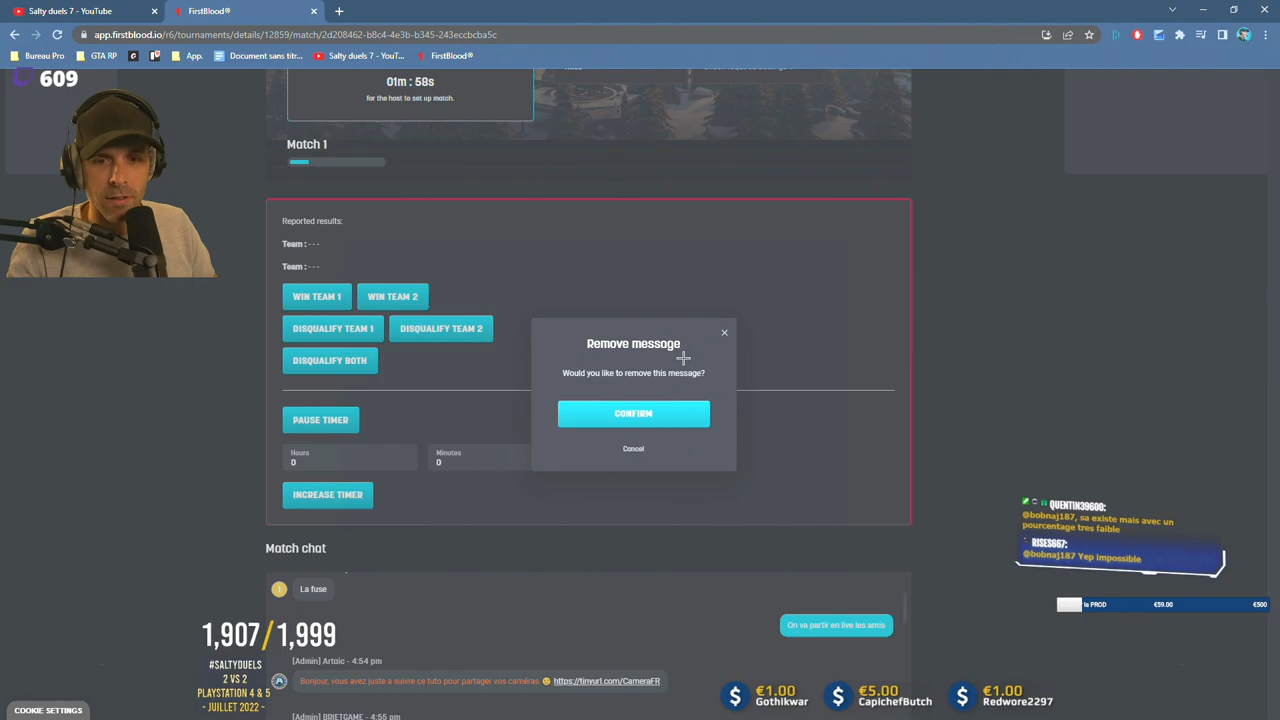 Salty duels 7 - YouTube
FirstBlood®
app.firstblood.io/r6/tournaments/details/12859/match/2d208462-b8c4-4e3b-b345-243eccbcba5c
Bureau Pro
GTA RP
App.
Document sans titr...
Salty duels 7 - YouT...
FirstBlood®
609
01m : 58s
for the host to set up match.
Match 1
Reported results:
Team : ---
Team : ---
WIN TEAM 1
WIN TEAM 2
DISQUALIFY TEAM 1
DISQUALIFY TEAM 2
DISQUALIFY BOTH
Remove message
Would you like to remove this message?
CONFIRM
Cancel
PAUSE TIMER
Hours
0
Minutes
0
INCREASE TIMER
QUENTIN39600:
@bobnaj187, sa existe mais avec un
pourcentage tres faible
RISES667:
@bobnaj187 Yep impossible
la PROD
€59.00
€500
Match chat
La fuse
On va partir en live les amis
1,907/1,999
#SALTYDUELS
2 VS 2
PLAYSTATION 4 & 5
- JUILLET 2022 -
[Admin] Artaic - 4:54 pm
Bonjour, vous avez juste a suivre ce tuto pour partager vos caméras 🙂 https://tinyurl.com/CameraFR
[Admin] BRIETGAME - 4:55 pm
€1.00
GothIkwar
€5.00
CapichefButch
€1.00
Redwore2297
COOKIE SETTINGS